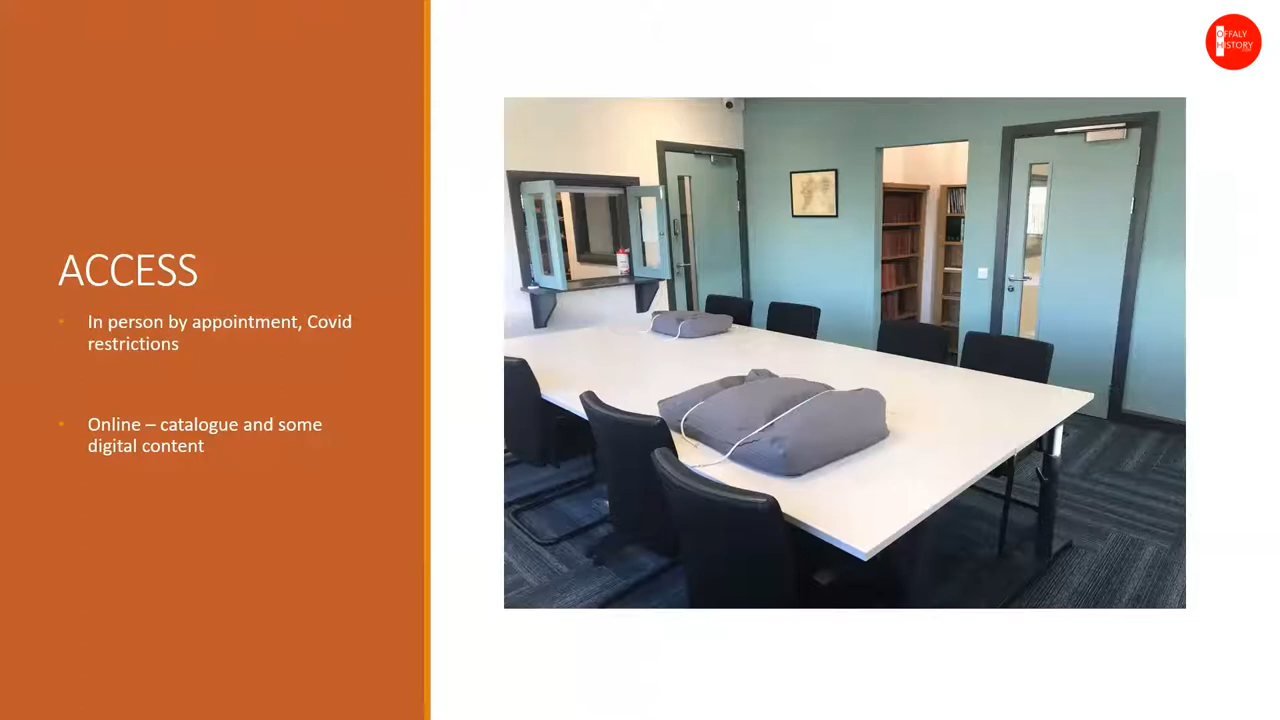 OFFALY
HISTORY
ACCESS
In person by appointment, Covid
restrictions
Online – catalogue and some
digital content